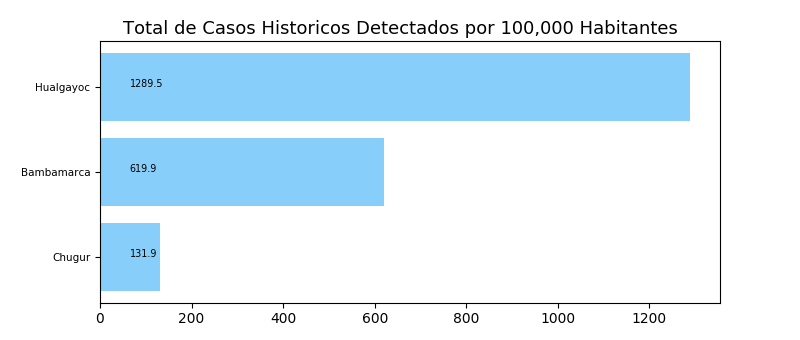 Total de Casos Historicos Detectados por 100,000 Habitantes
Hualgayoc 1289.5
Bambamarca 619.9
Chugur 131.9
0 200 400 600 800 1000 1200